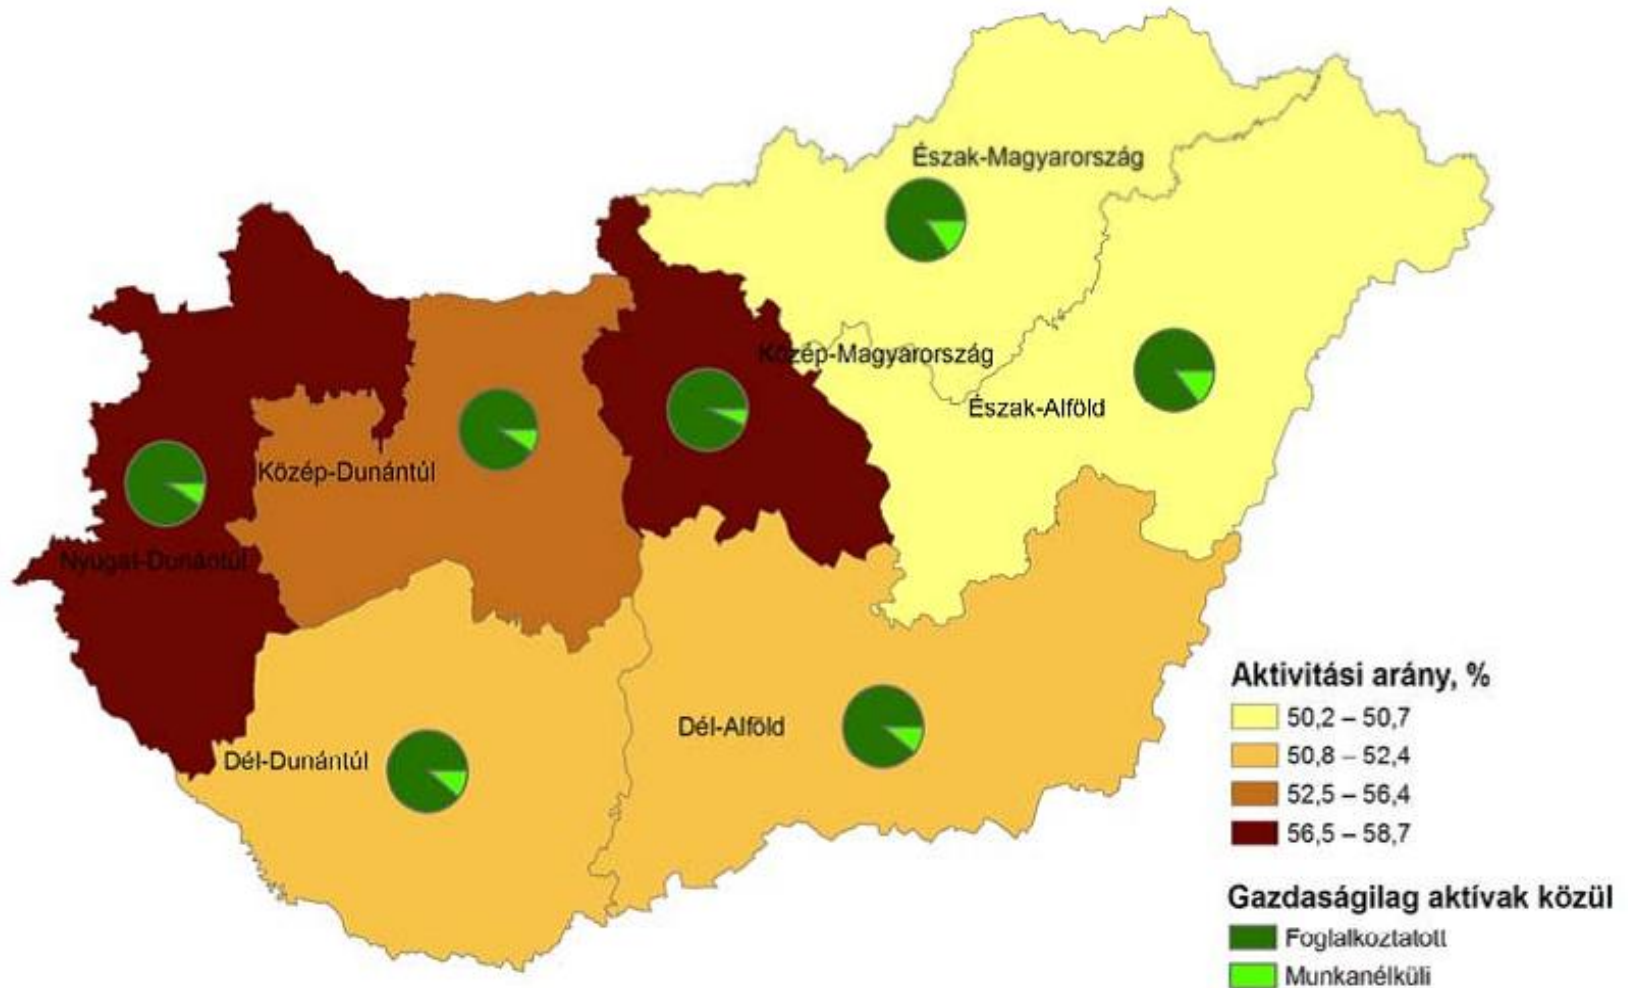 Észak-Magyarország
Közép-Magyarország
Észak-Alföld
Közép-Dunántúl
Nyugat-Dunántúl
Dél-Alföld
Dél-Dunántúl
Aktivitási arány, %
50,2 – 50,7
50,8 – 52,4
52,5 – 56,4
56,5 – 58,7
Gazdaságilag aktívak közül
Foglalkoztatott
Munkanélküli